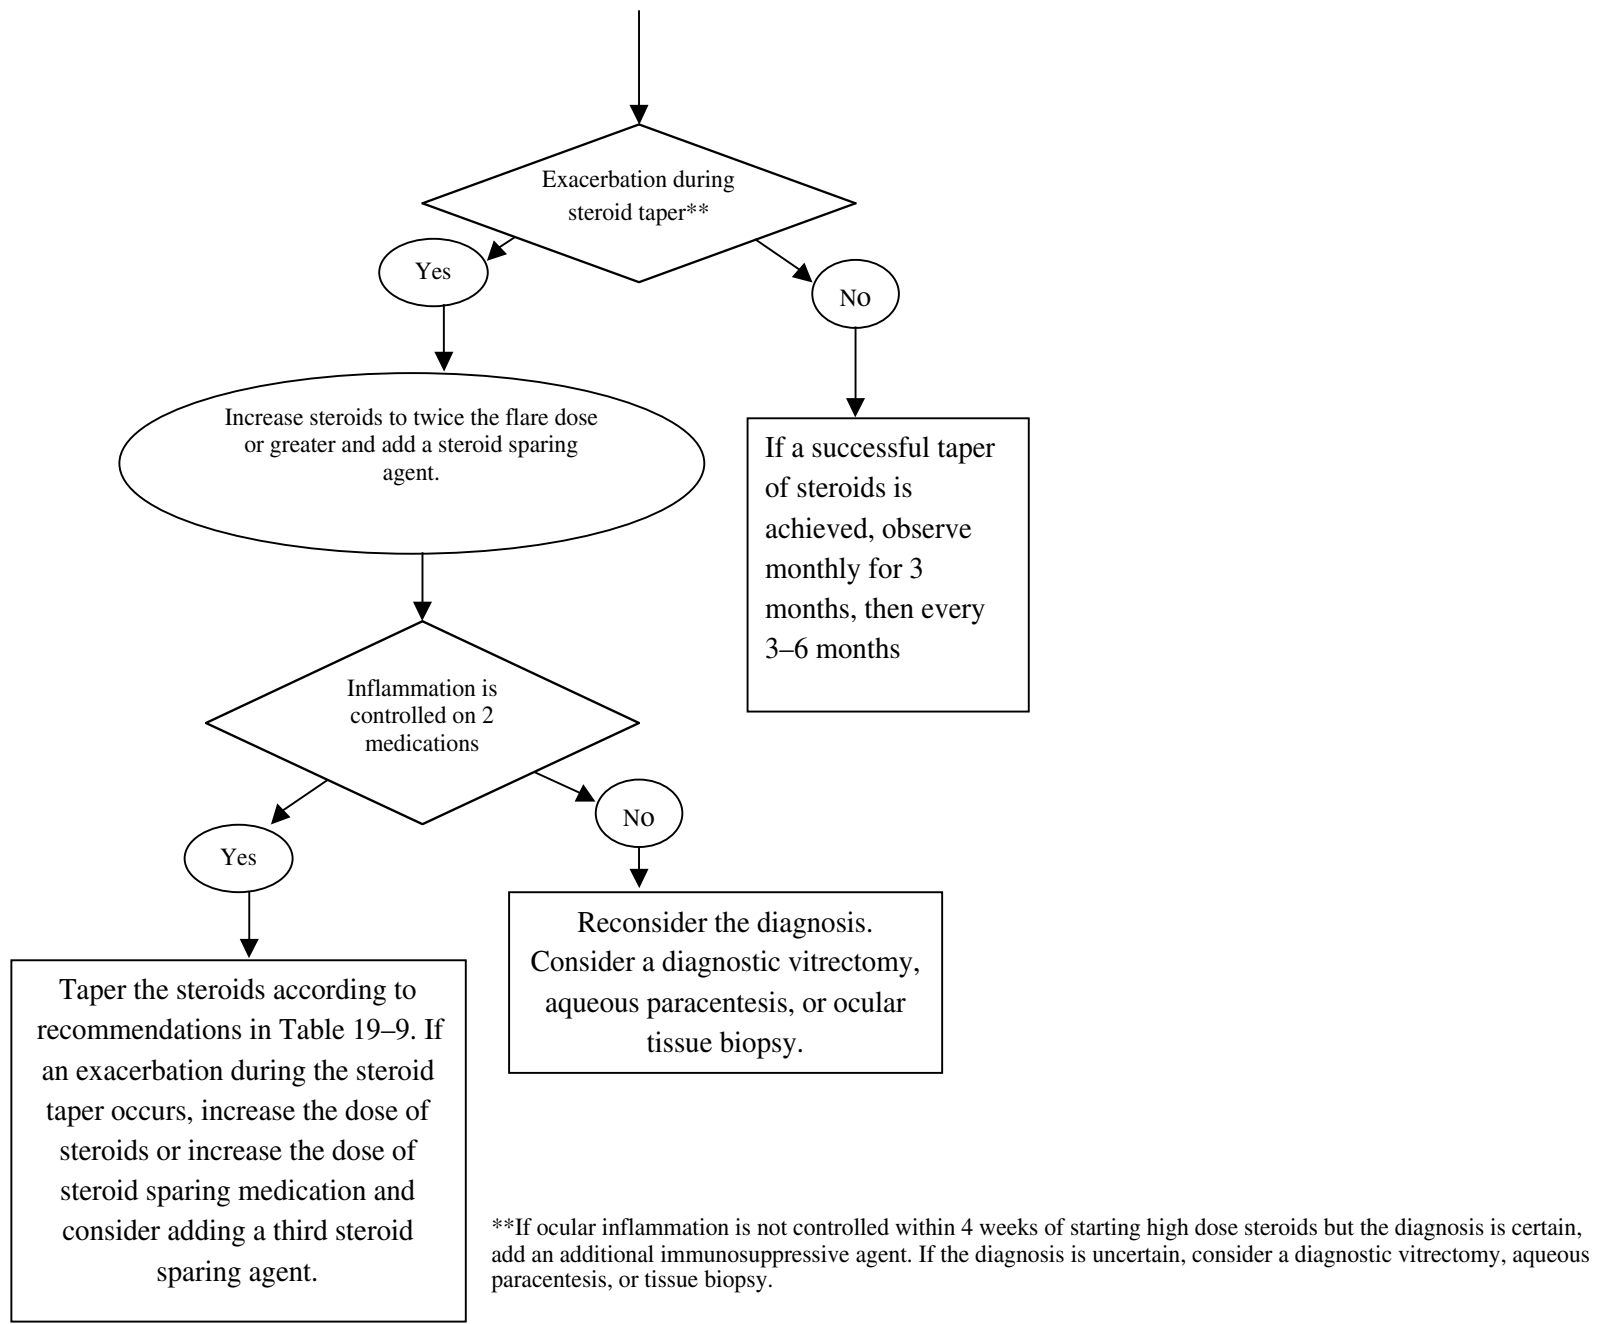 Exacerbation during
steroid taper**
Yes
No
Increase steroids to twice the flare dose
or greater and add a steroid sparing
agent.
If a successful taper
of steroids is
achieved, observe
monthly for 3
months, then every
3–6 months
Inflammation is
controlled on 2
medications
Yes
No
Reconsider the diagnosis.
Consider a diagnostic vitrectomy,
aqueous paracentesis, or ocular
tissue biopsy.
Taper the steroids according to
recommendations in Table 19–9. If
an exacerbation during the steroid
taper occurs, increase the dose of
steroids or increase the dose of
steroid sparing medication and
consider adding a third steroid
sparing agent.
**If ocular inflammation is not controlled within 4 weeks of starting high dose steroids but the diagnosis is certain,
add an additional immunosuppressive agent. If the diagnosis is uncertain, consider a diagnostic vitrectomy, aqueous
paracentesis, or tissue biopsy.